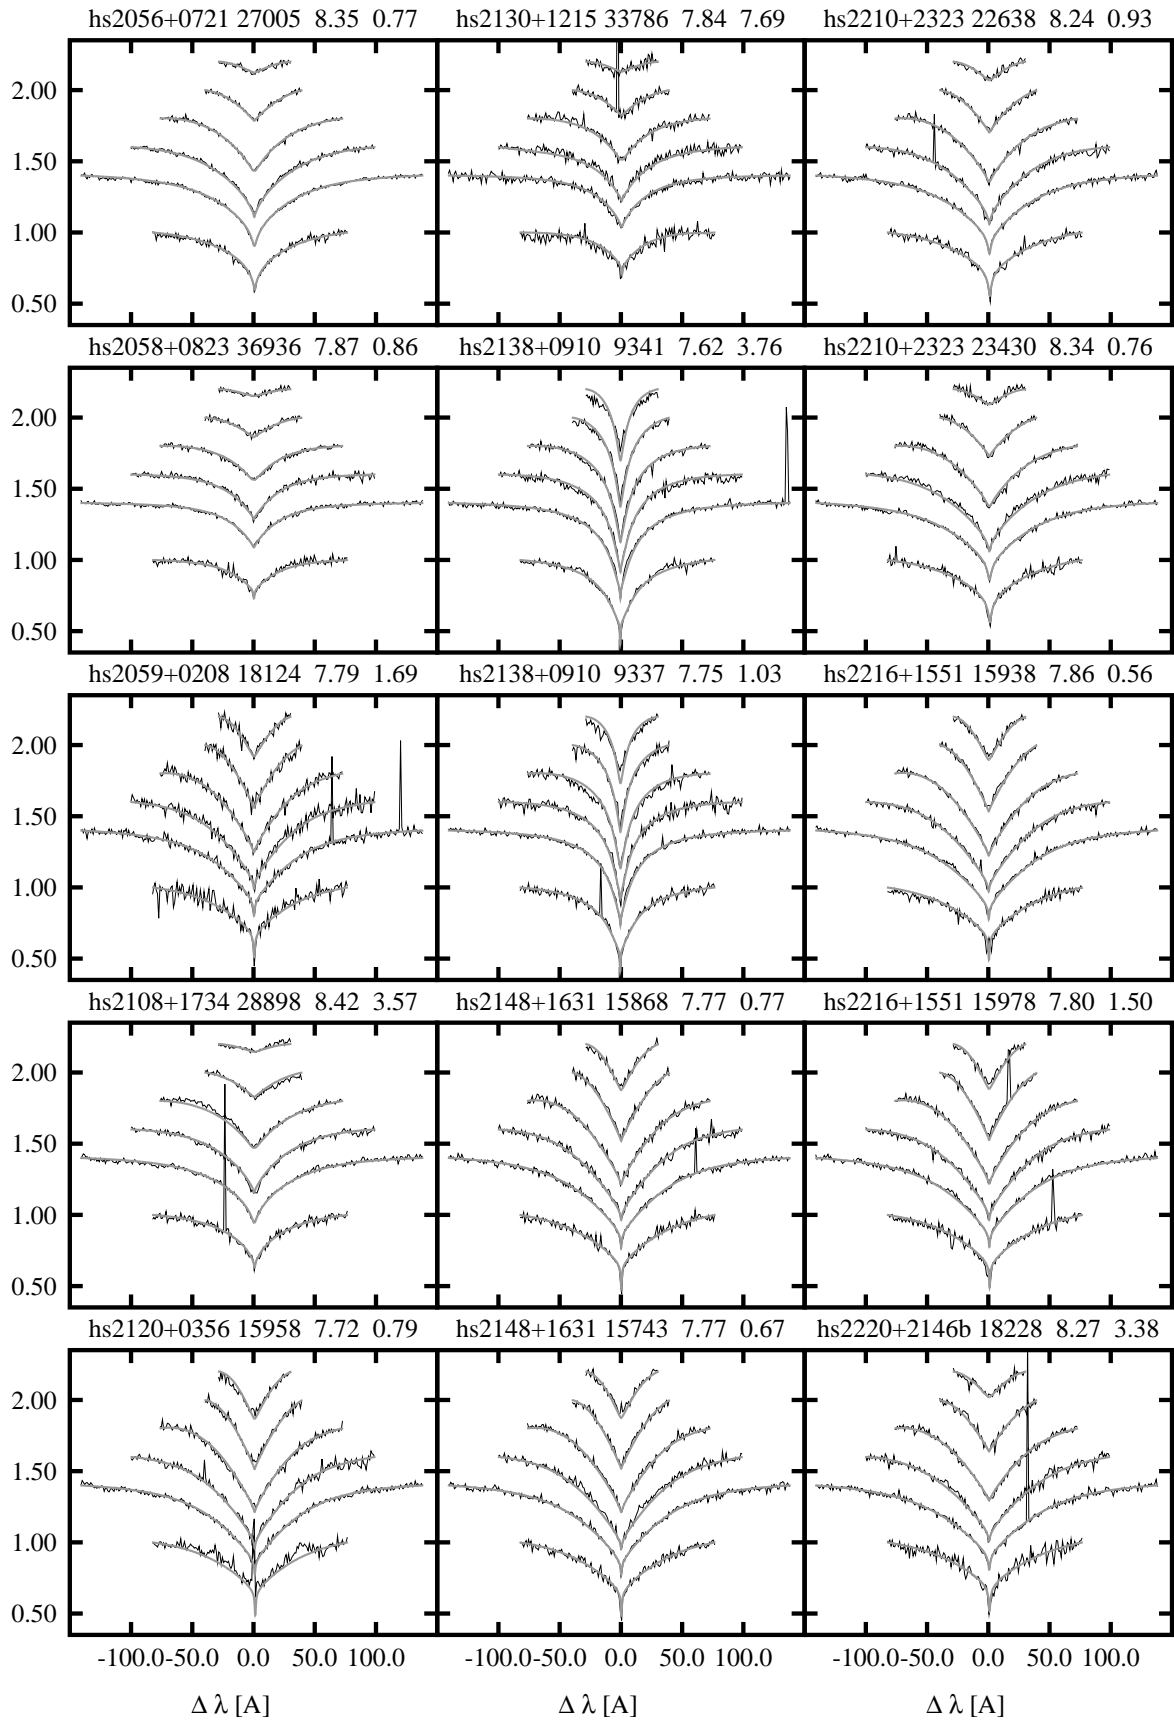 hs2056+0721 27005 8.35 0.77
hs2130+1215 33786 7.84 7.69
hs2210+2323 22638 8.24 0.93
2.00
1.50
1.00
0.50
hs2058+0823 36936 7.87 0.86
hs2138+0910 9341 7.62 3.76
hs2210+2323 23430 8.34 0.76
2.00
1.50
1.00
0.50
hs2059+0208 18124 7.79 1.69
hs2138+0910 9337 7.75 1.03
hs2216+1551 15938 7.86 0.56
2.00
1.50
1.00
0.50
hs2108+1734 28898 8.42 3.57
hs2148+1631 15868 7.77 0.77
hs2216+1551 15978 7.80 1.50
2.00
1.50
1.00
0.50
hs2120+0356 15958 7.72 0.79
hs2148+1631 15743 7.77 0.67
hs2220+2146b 18228 8.27 3.38
2.00
1.50
1.00
0.50
-100.0 -50.0 0.0 50.0 100.0
-100.0 -50.0 0.0 50.0 100.0
-100.0 -50.0 0.0 50.0 100.0
Δ λ [A]
Δ λ [A]
Δ λ [A]